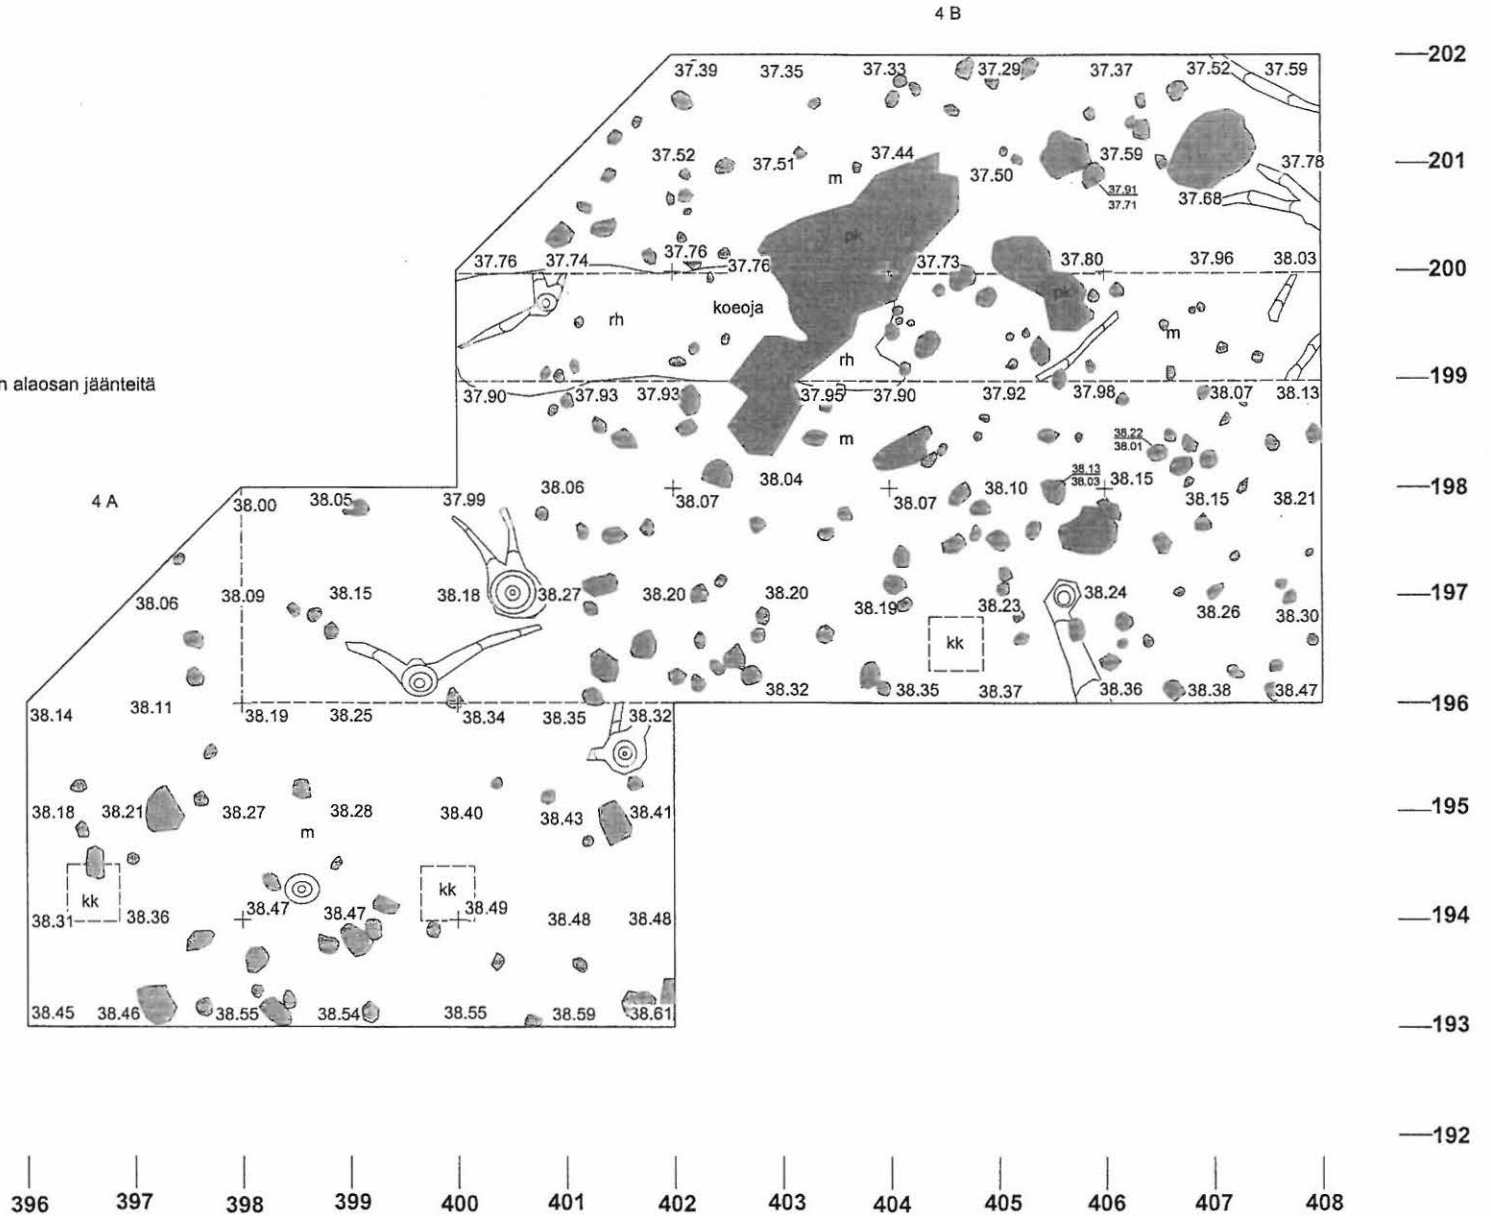 4 B
37.39 37.35 37.33 37.29 37.37 37.52 37.59 202
37.52 37.51 m 37.44 37.50 37.59 37.78 201
37.91
37.71
37.68
pk
37.76 37.74 37.76 37.76 37.73 37.80 37.96 38.03 200
pk
rh koeoja m
rh
n alaosan jäänteitä 199
37.90 37.93 37.93 37.95 37.90 37.92 37.98 38.07 38.13
m
38.22
38.01
38.13
38.03
4 A 38.00 38.05 37.99 38.06 38.07 38.04 38.07 38.10 38.15 38.15 38.21 198
38.06 38.09 38.15 38.18 38.27 38.20 38.20 38.19 38.23 38.24 38.26 38.30 197
kk
38.32 38.35 38.37 38.36 38.38 38.47
38.14 38.11 38.19 38.25 38.34 38.35 38.32 196
38.18 38.21 38.27 38.28 38.40 38.43 38.41 195
m
kk kk
38.31 38.36 38.47 38.47 38.49 38.48 38.48 194
38.45 38.46 38.55 38.54 38.55 38.59 38.61 193
192
396 397 398 399 400 401 402 403 404 405 406 407 408